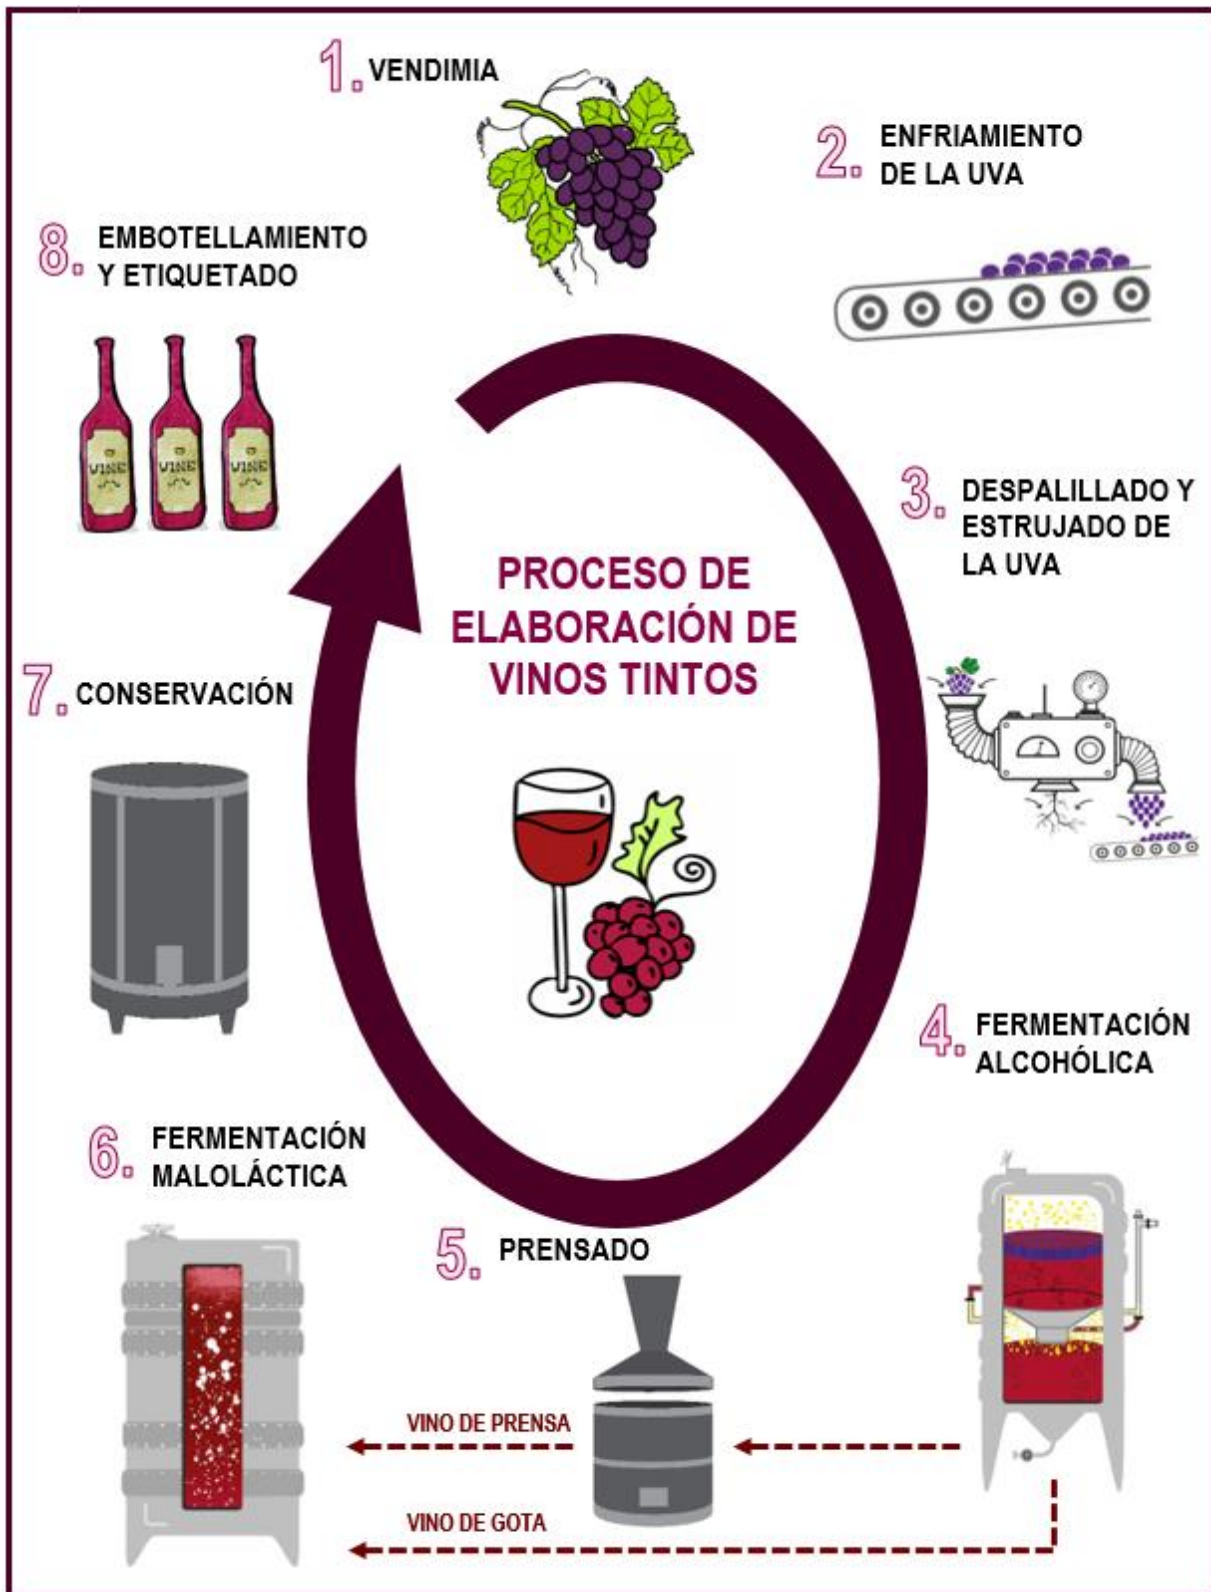 1. VENDIMIA
2. ENFRIAMIENTO
DE LA UVA
3. DESPALILLADO Y
ESTRUJADO DE
LA UVA
4. FERMENTACIÓN
ALCOHÓLICA
5. PRENSADO
VINO DE PRENSA
VINO DE GOTA
6. FERMENTACIÓN
MALOLÁCTICA
7. CONSERVACIÓN
8. EMBOTELLAMIENTO
Y ETIQUETADO
WINE
WINE
WINE
PROCESO DE
ELABORACIÓN DE
VINOS TINTOS